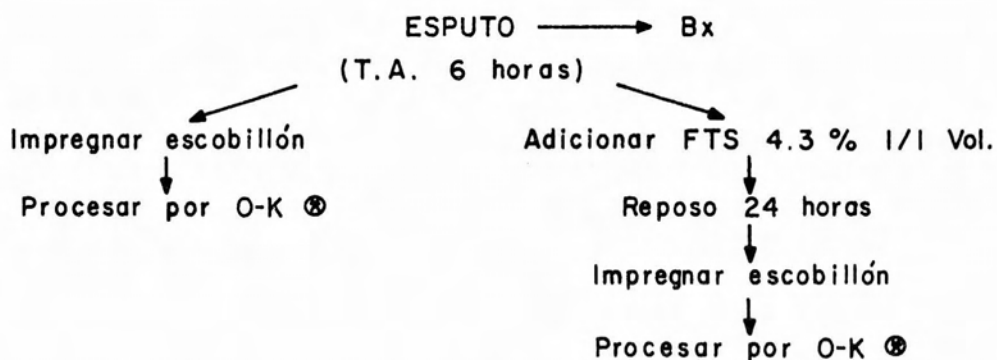 ESPUTO → Bx
(T.A. 6 horas)
Impregnar escobillón
Procesar por O-K ⊛
Adicionar FTS 4.3 % 1/1 Vol.
Reposo 24 horas
Impregnar escobillón
Procesar por O-K ⊛